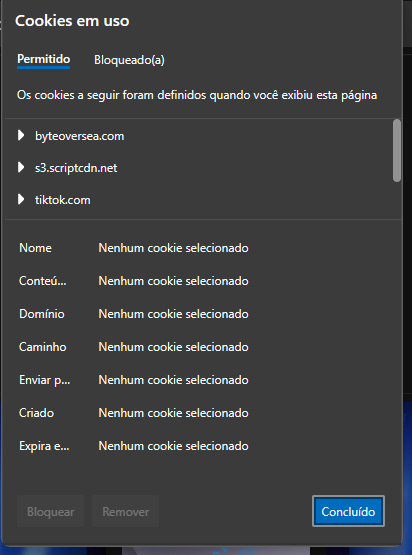 Cookies em uso
Permitido Bloqueado(a)
Os cookies a seguir foram definidos quando você exibiu esta página
byteoversea.com
s3.scriptcdn.net
tiktok.com
Nome Nenhum cookie selecionado
Conteú... Nenhum cookie selecionado
Domínio Nenhum cookie selecionado
Caminho Nenhum cookie selecionado
Enviar p... Nenhum cookie selecionado
Criado Nenhum cookie selecionado
Expira e... Nenhum cookie selecionado
Bloquear Remover Concluído